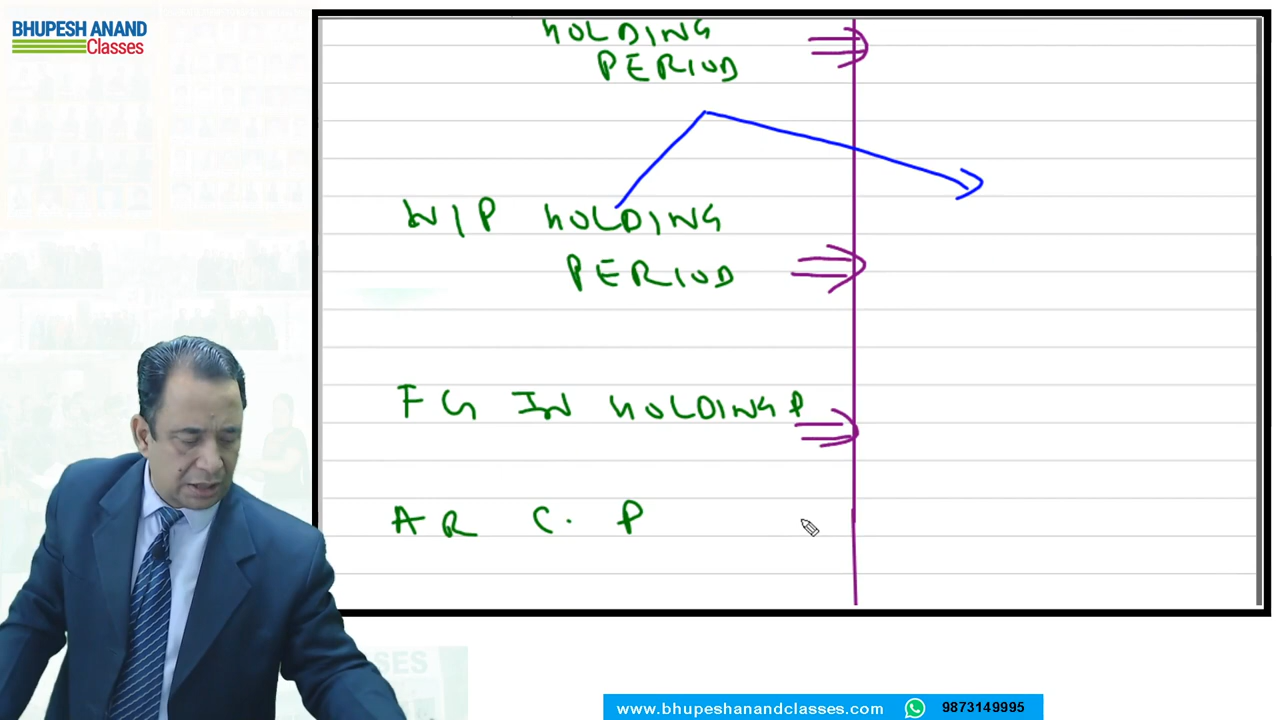 BHUPESH ANAND
Classes
HOLDING
PERIOD
WIP HOLDING
PERIOD
FG IN HOLDING P
AR C. P
www.bhupeshanandclasses.com 9873149995